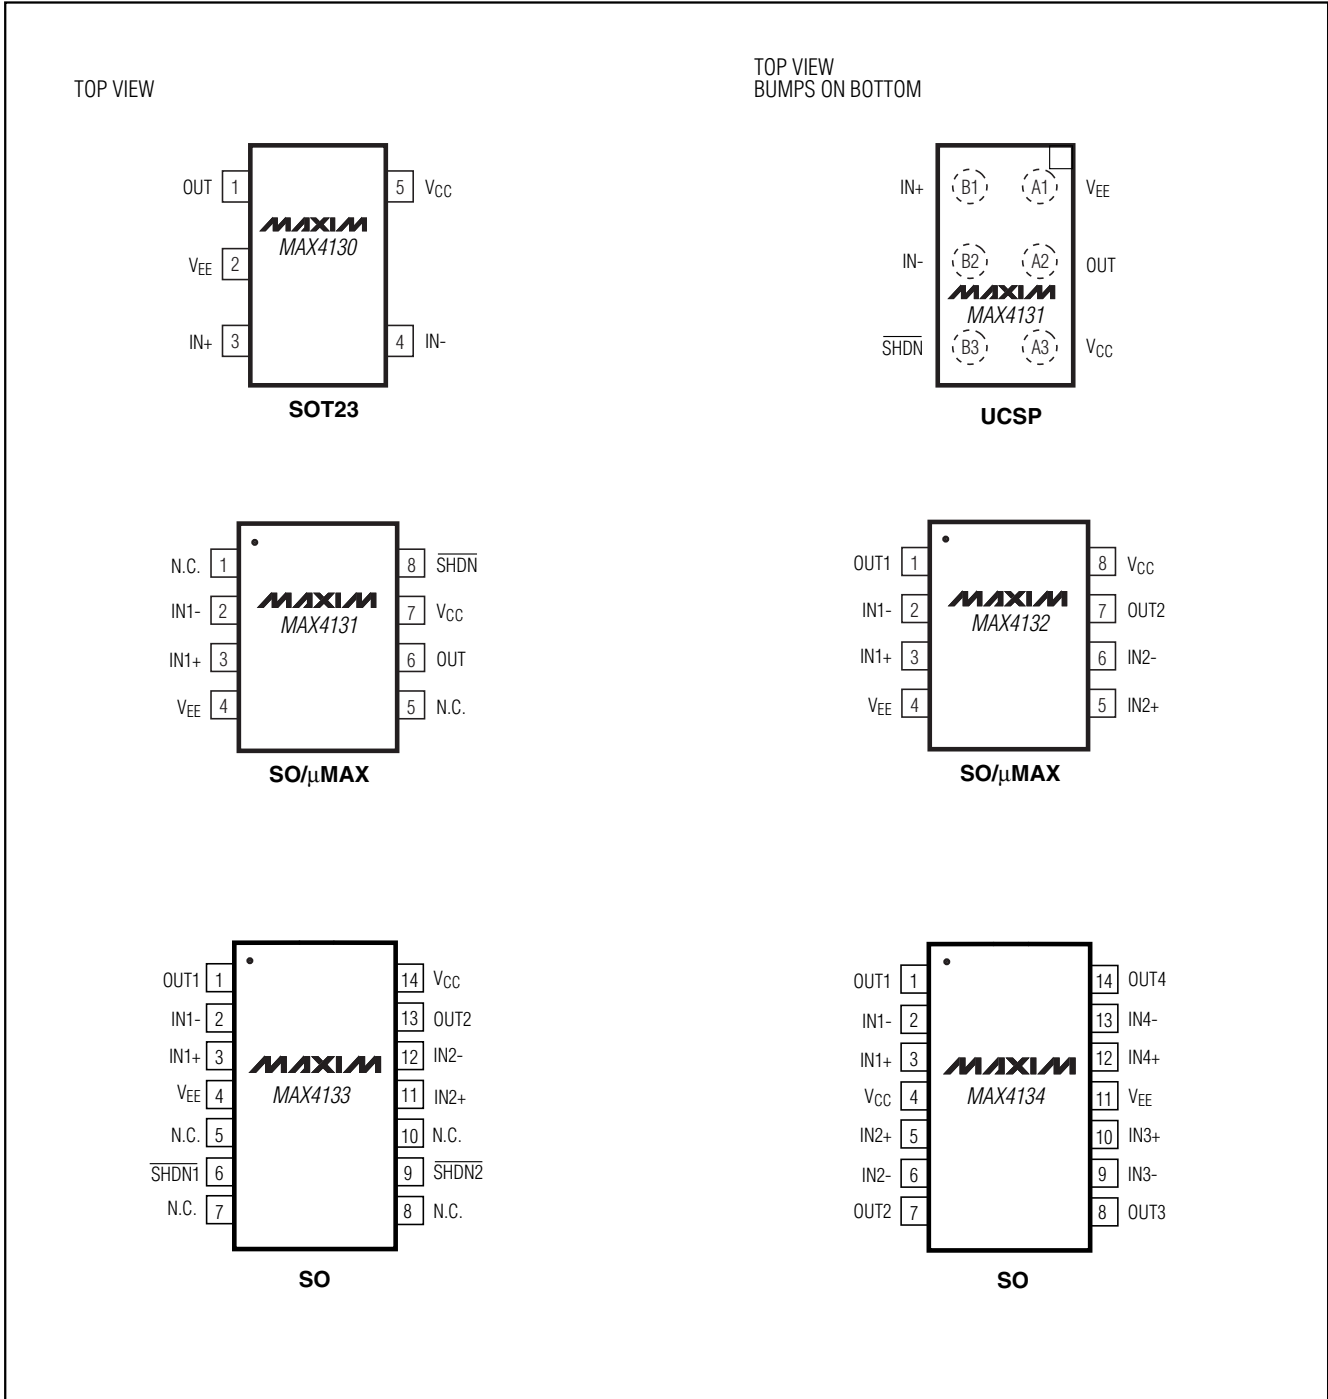 TOP VIEW
TOP VIEW
BUMPS ON BOTTOM
OUT 1 5 VCC
MAXIM
MAX4130
VEE 2
IN+ 3 4 IN-
SOT23
IN+ B1 A1 VEE
IN- B2 A2 OUT
MAXIM
MAX4131
SHDN B3 A3 VCC
UCSP
N.C. 1 8 SHDN
IN1- 2 7 VCC
MAXIM
MAX4131
IN1+ 3 6 OUT
VEE 4 5 N.C.
SO/µMAX
OUT1 1 8 VCC
IN1- 2 7 OUT2
MAXIM
MAX4132
IN1+ 3 6 IN2-
VEE 4 5 IN2+
SO/µMAX
OUT1 1 14 VCC
IN1- 2 13 OUT2
IN1+ 3 12 IN2-
MAXIM
MAX4133
VEE 4 11 IN2+
N.C. 5 10 N.C.
SHDN1 6 9 SHDN2
N.C. 7 8 N.C.
SO
OUT1 1 14 OUT4
IN1- 2 13 IN4-
IN1+ 3 12 IN4+
MAXIM
MAX4134
VCC 4 11 VEE
IN2+ 5 10 IN3+
IN2- 6 9 IN3-
OUT2 7 8 OUT3
SO